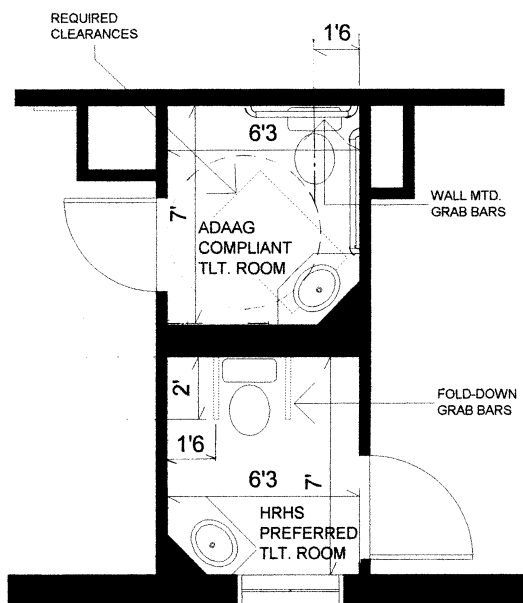 REQUIRED
CLEARANCES
1'6
6'3
WALL MTD.
GRAB BARS
7'
ADAAG
COMPLIANT
TLT. ROOM
2'
FOLD-DOWN
GRAB BARS
1'6
6'3
7'
HRHS
PREFERRED
TLT. ROOM